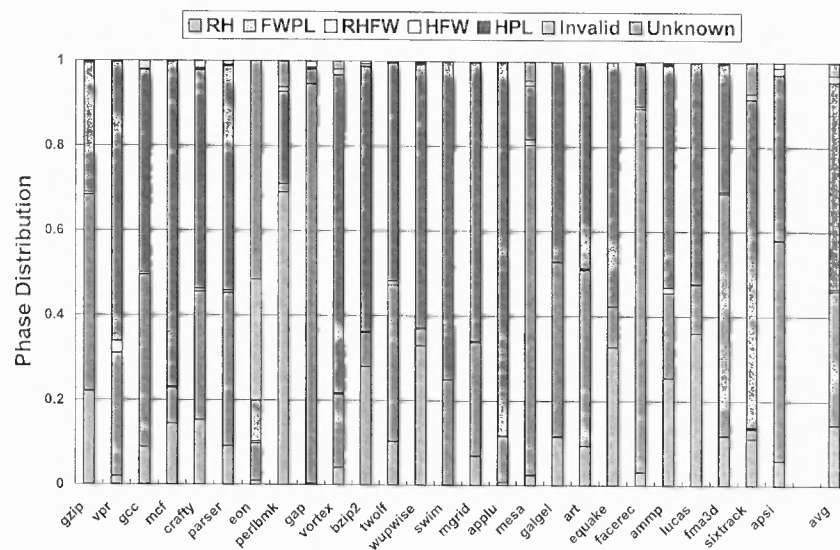 RH FWPL RHFW HFW HPL Invalid Unknown
1
0.8
0.6
0.4
0.2
0
Phase Distribution
gzip
vpr
gcc
mcf
crafty
parser
eon
perlbmk
gap
vortex
bzip2
twolf
wupwise
swim
mgrid
applu
mesa
galgel
art
equake
facerec
ammp
lucas
fma3d
sixtrack
apsi
avg